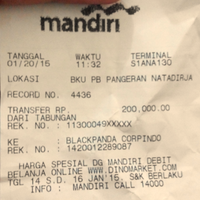 mandiri
TANGGAL WAKTU TERMINAL
01/20/15 11:32 S1ANA130
LOKASI BKU PB PANGERAN NATADIRJA
RECORD NO. 4436
TRANSFER RP. 200,000.00
DARI TABUNGAN
REK. NO. : 11300049XXXXX
KE : BLACKPANDA CORPINDO
REK. NO. : 1420012289087
HARGA SPESIAL DG MANDIRI DEBIT
BELANJA ONLINE WWW.DINOMARKET.COM
TGL 14 S.D. 16 JAN'15. S&K BERLAKU
INFO : MANDIRI CALL 14000